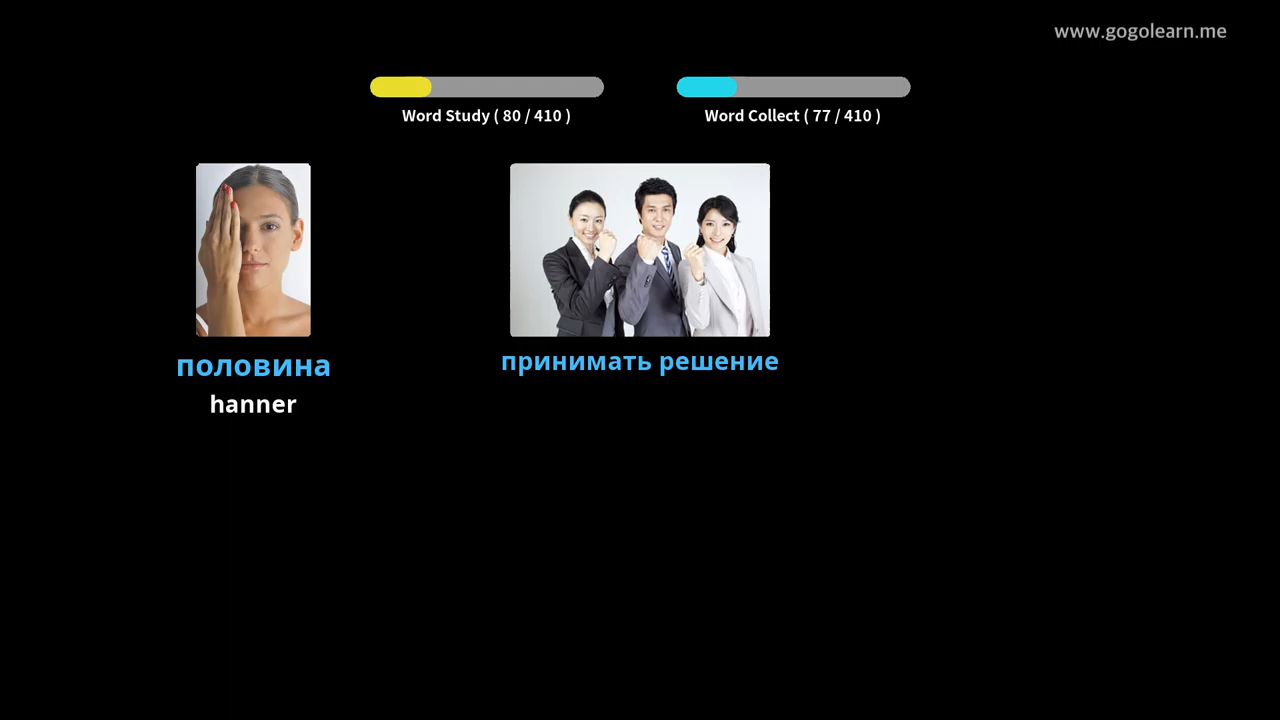 www.gogolearn.me
Word Study ( 80 / 410 )
Word Collect ( 77 / 410 )
половина
hanner
принимать решение